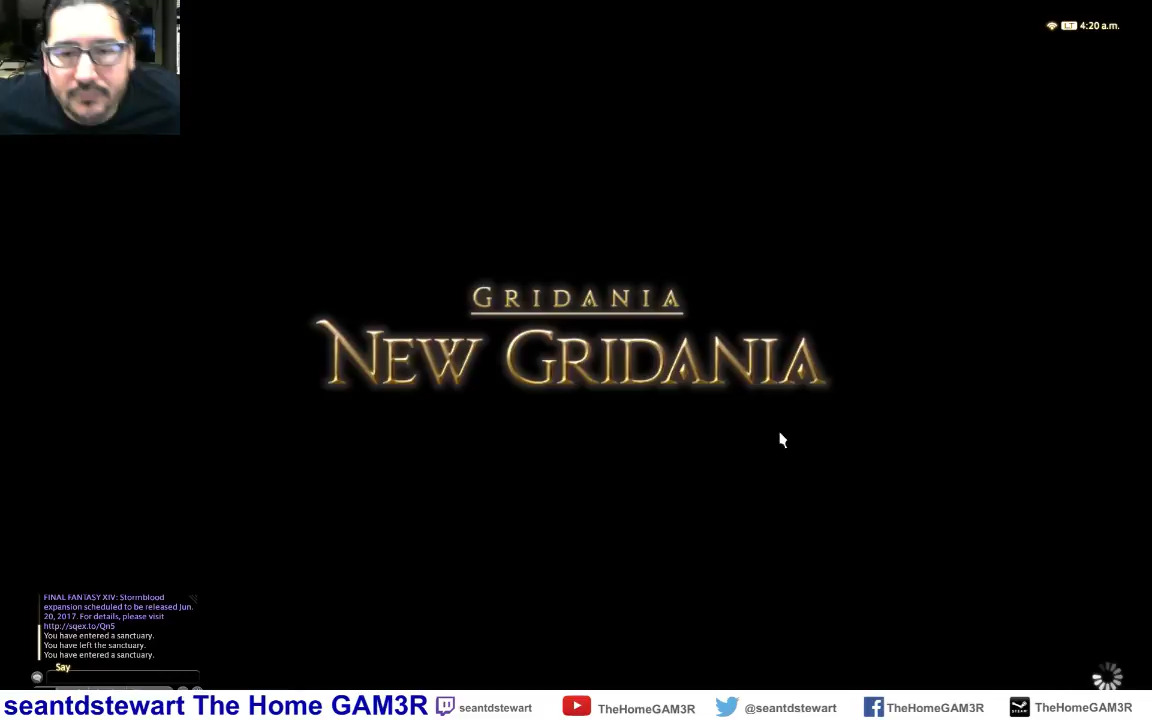 LT 4:20 a.m.
GRIDANIA
NEW GRIDANIA
FINAL FANTASY XIV: Stormblood
expansion scheduled to be released Jun.
20, 2017. For details, please visit
http://sqex.to/Qn5
You have entered a sanctuary.
You have left the sanctuary.
You have entered a sanctuary.
Say
seantdstewart The Home GAM3R seantdstewart TheHomeGAM3R @seantdstewart TheHomeGAM3R STEAM TheHomeGAM3R